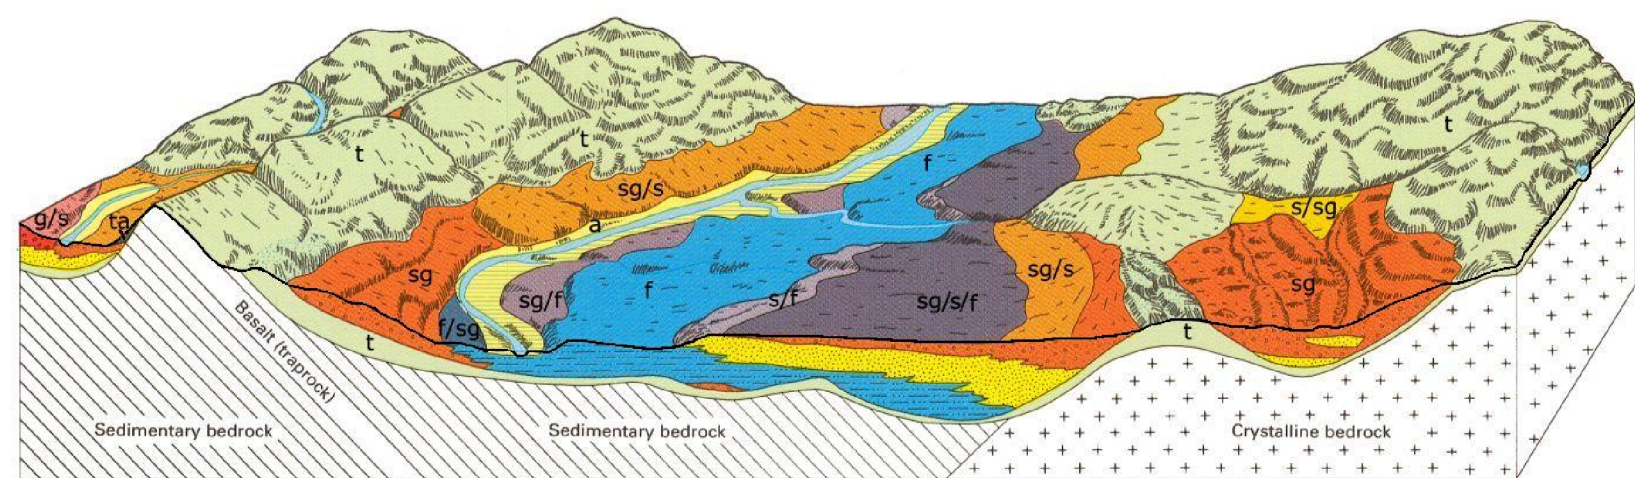 t
t
t
f
g/s
ta
sg/s
s/sg
a
sg
sg/f
f
s/f
sg/s/f
sg/s
sg
f/sg
t
t
Basalt (traprock)
Sedimentary bedrock
Sedimentary bedrock
Crystalline bedrock